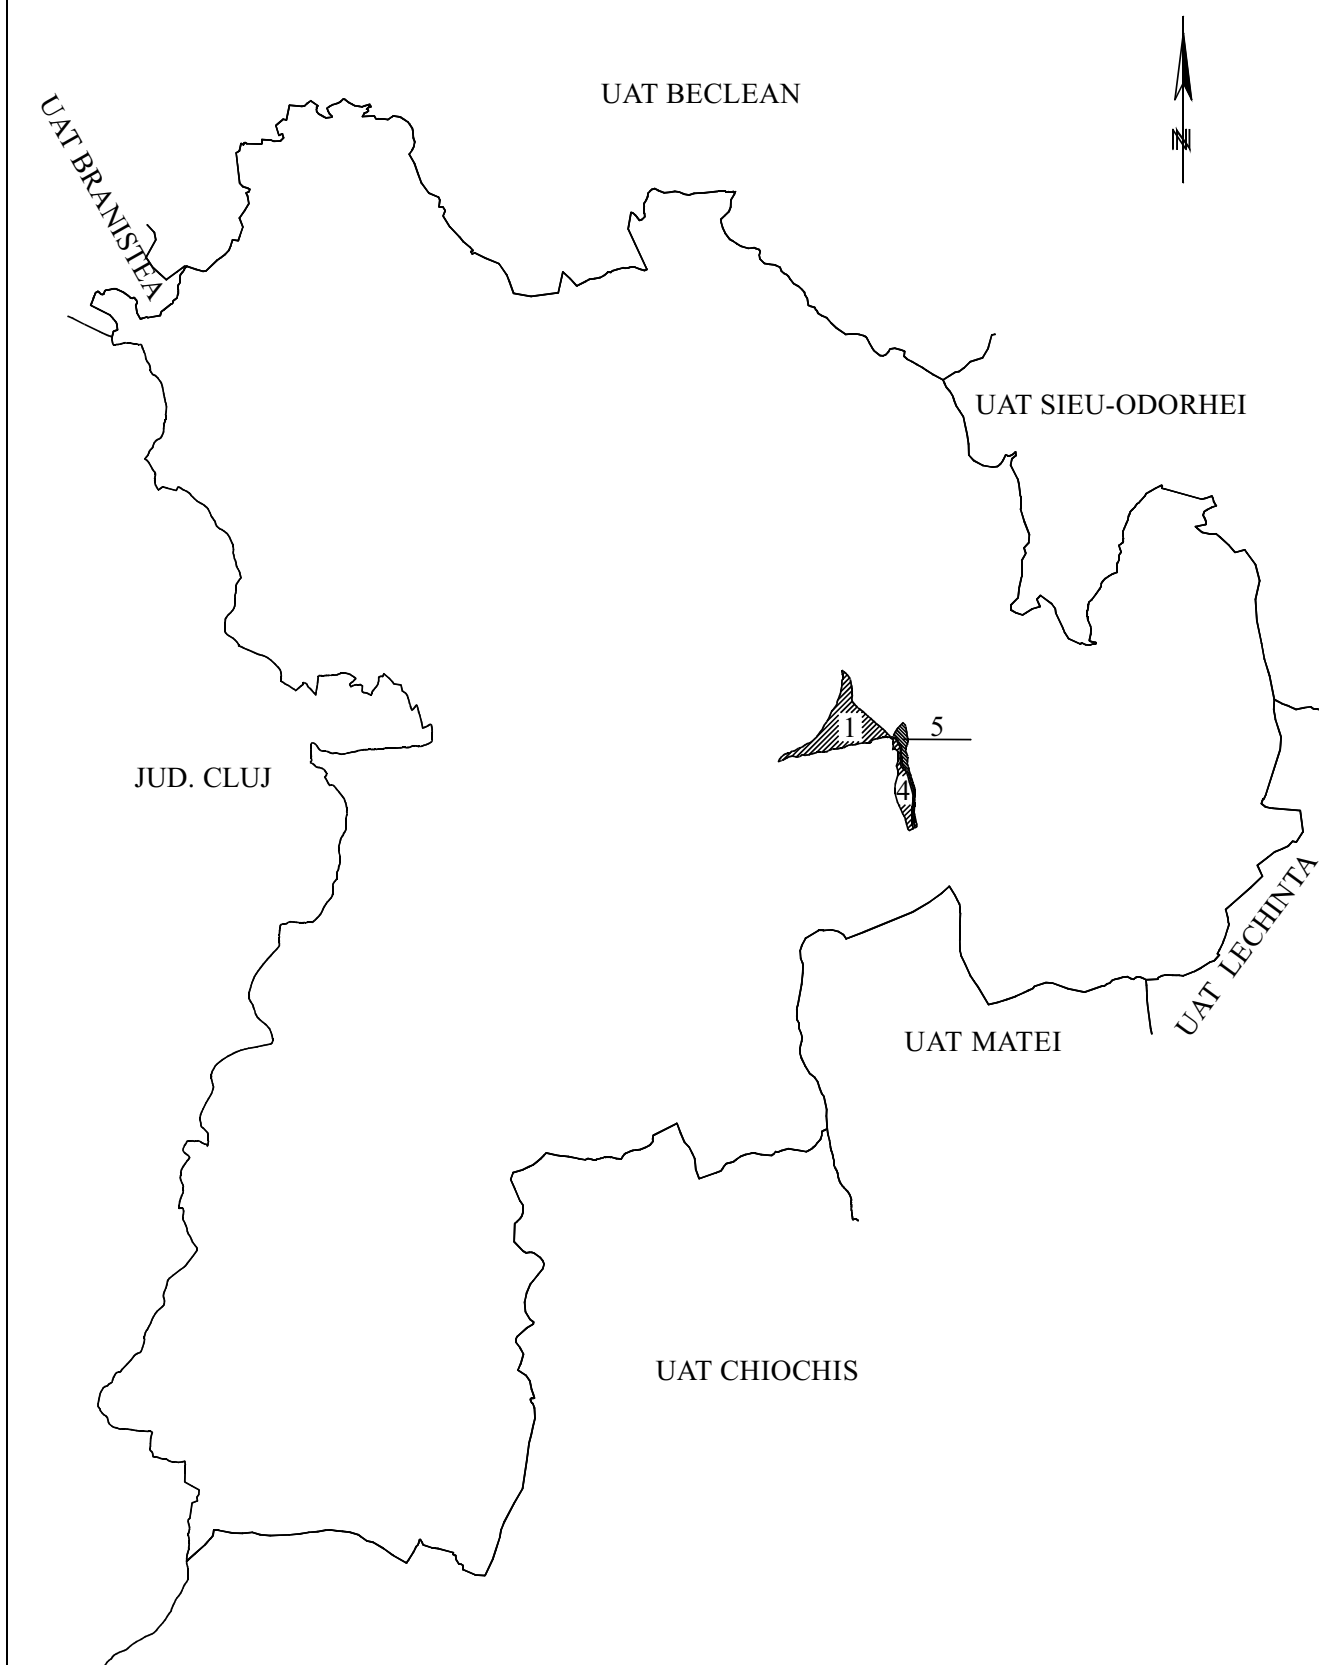 UAT BECLEAN
UAT BRANISTEA
N
UAT SIEU-ODORHEI
1
5
JUD. CLUJ
4
UAT LECHINTA
UAT MATEI
UAT CHIOCHIS